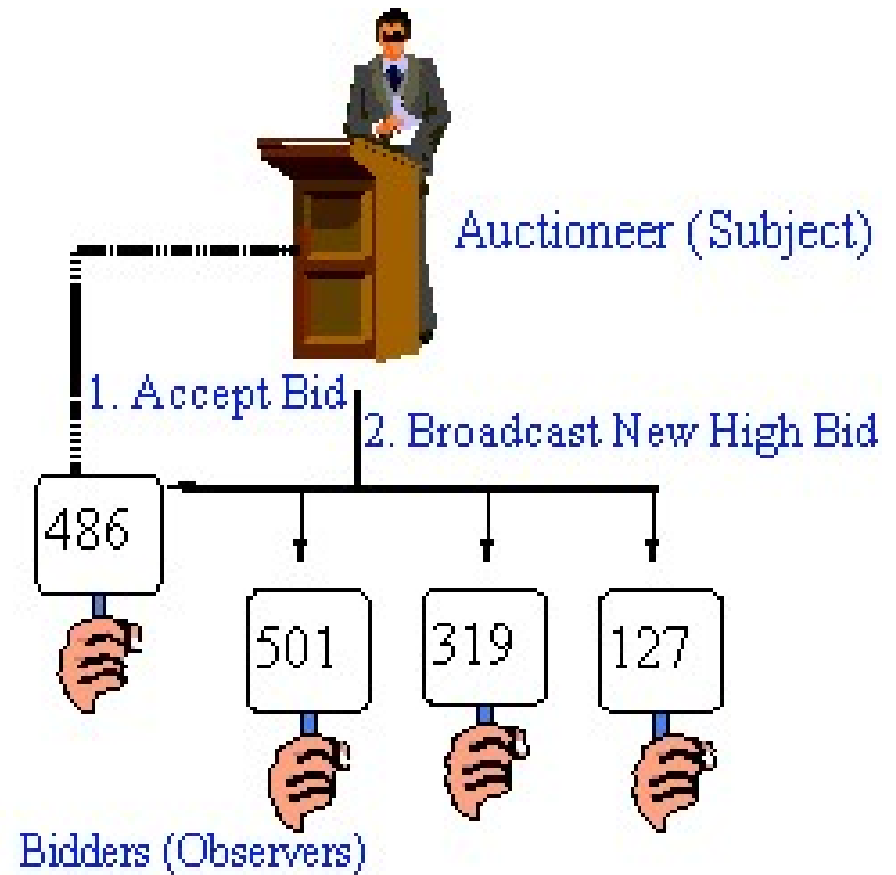 Auctioneer (Subject)
1. Accept Bid
2. Broadcast New High Bid
486
501
319
127
Bidders (Observers)